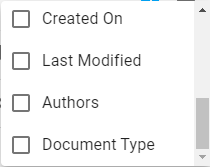 Created On
Last Modified
Authors
Document Type